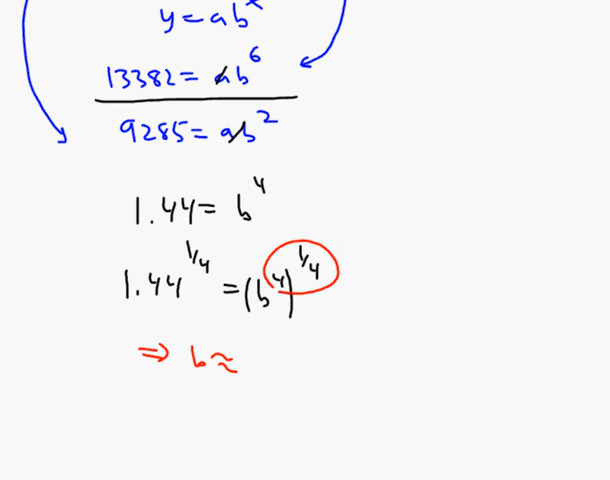 y = ab^x
13382 = ab^6
9285 = ab^2
1.44 = b^4
1.44^1/4 = (b^4)^1/4
⇒ b ≈